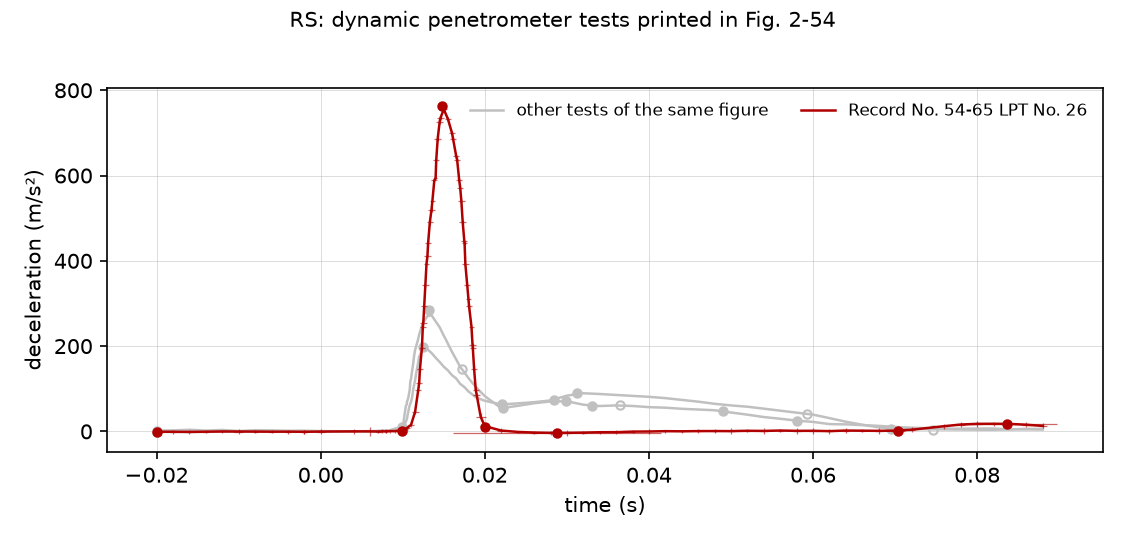 RS: dynamic penetrometer tests printed in Fig. 2-54
other tests of the same figure
Record No. 54-65 LPT No. 26
deceleration (m/s²)
800
600
400
200
0
−0.02
0.00
0.02
0.04
0.06
0.08
time (s)